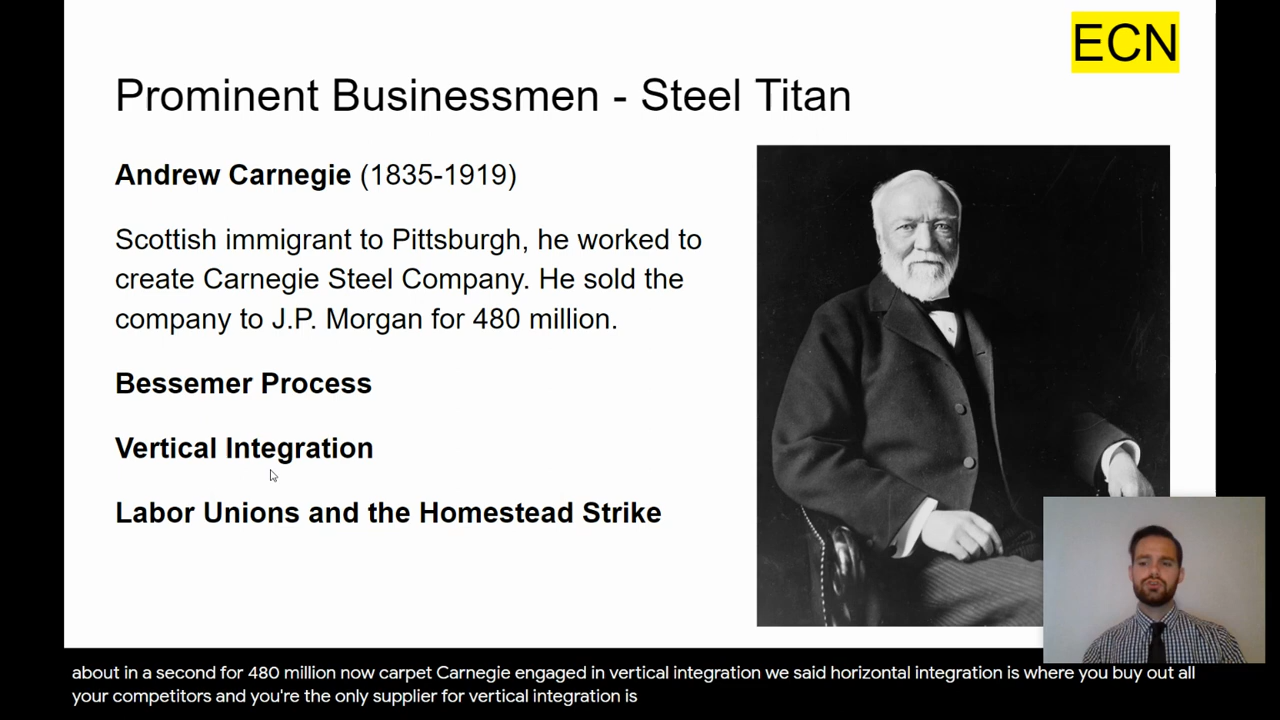 ECN
Prominent Businessmen - Steel Titan
Andrew Carnegie (1835-1919)
Scottish immigrant to Pittsburgh, he worked to
create Carnegie Steel Company. He sold the
company to J.P. Morgan for 480 million.
Bessemer Process
Vertical Integration
Labor Unions and the Homestead Strike
about in a second for 480 million now carpet Carnegie engaged in vertical integration we said horizontal integration is where you buy out all
your competitors and you're the only supplier for vertical integration is